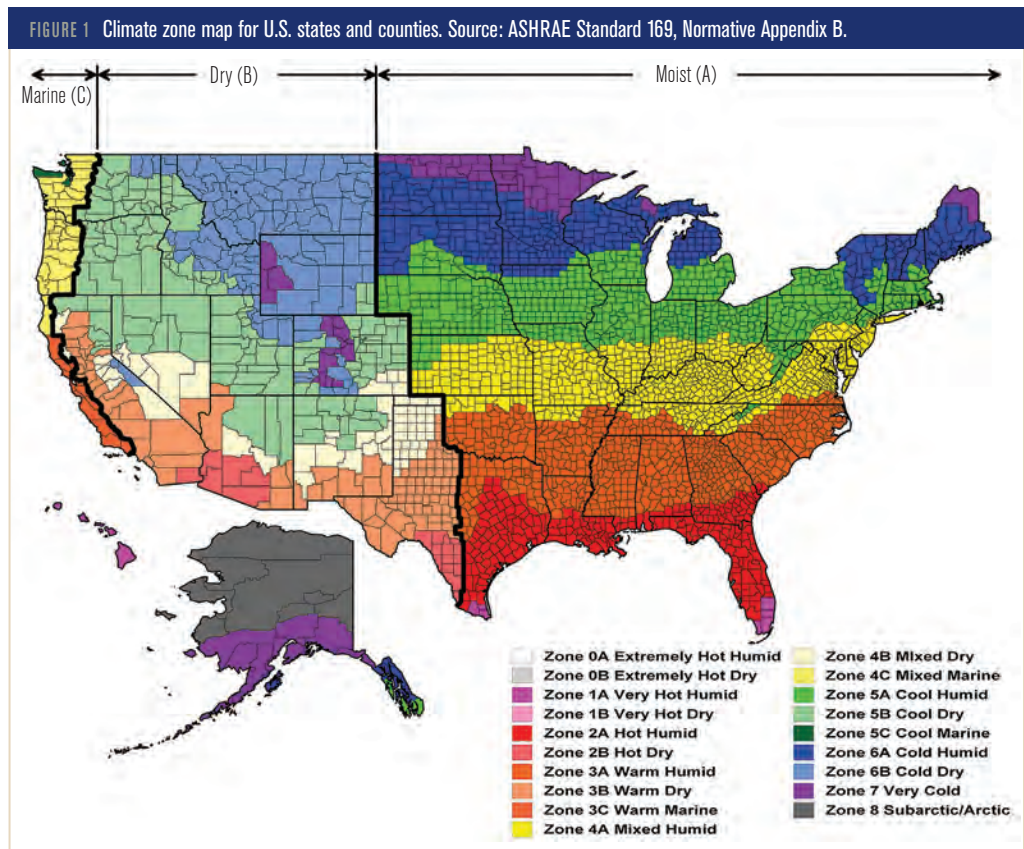 FIGURE 1 Climate zone map for U.S. states and counties. Source: ASHRAE Standard 169, Normative Appendix B.
Marine (C)
Dry (B)
Moist (A)
Zone 0A Extremely Hot Humid
Zone 0B Extremely Hot Dry
Zone 1A Very Hot Humid
Zone 1B Very Hot Dry
Zone 2A Hot Humid
Zone 2B Hot Dry
Zone 3A Warm Humid
Zone 3B Warm Dry
Zone 3C Warm Marine
Zone 4A Mixed Humid
Zone 4B MIxed Dry
Zone 4C Mixed Marine
Zone 5A Cool Humid
Zone 5B Cool Dry
Zone 5C Cool Marine
Zone 6A Cold Humid
Zone 6B Cold Dry
Zone 7 Very Cold
Zone 8 Subarctic/Arctic